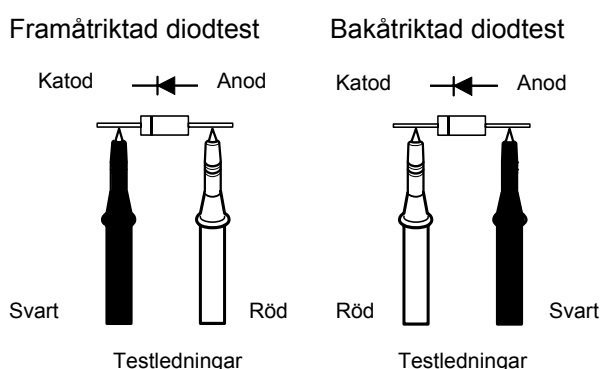 Framåtriktad diodtest
Bakåtriktad diodtest
Katod
Anod
Katod
Anod
Svart
Röd
Röd
Svart
Testledningar
Testledningar